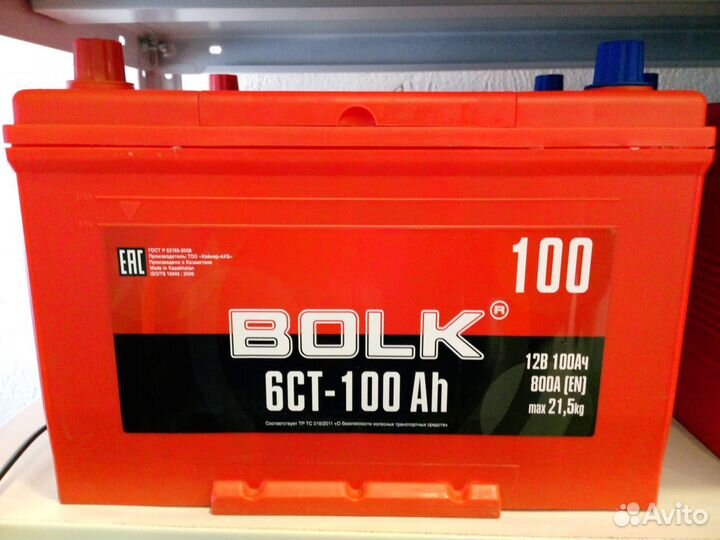 100
EAC
ГОСТ Р 53165-2008
Производитель: ТОО «Кайнар-АКБ»
Произведено в Казахстане
Made in Kazakhstan
ISO/TS 16949 : 2009
BOLK®
6СТ-100 Ah
12В 100Ач
800А (EN)
max 21,5kg
Соответствует ТР ТС 018/2011 «О безопасности колесных транспортных средств»
Avito